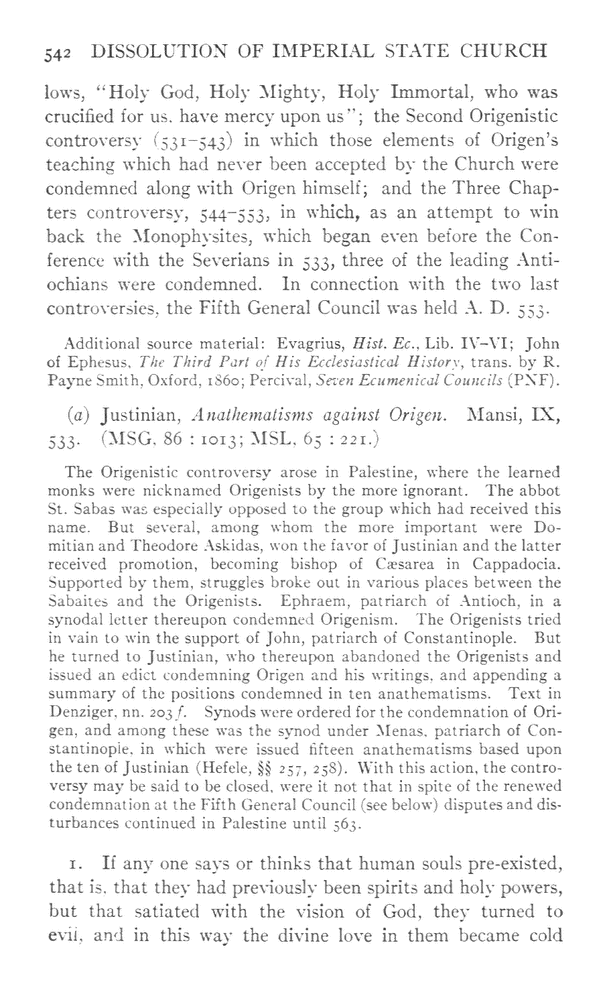 542 DISSOLUTION OF IMPERIAL STATE CHURCH
lows, "Holy God, Holy Mighty, Holy Immortal, who was
crucified for us, have mercy upon us"; the Second Origenistic
controversy (531–543) in which those elements of Origen's
teaching which had never been accepted by the Church were
condemned along with Origen himself; and the Three Chap-
ters controversy, 544–553, in which, as an attempt to win
back the Monophysites, which began even before the Con-
ference with the Severians in 533, three of the leading Anti-
ochians were condemned. In connection with the two last
controversies, the Fifth General Council was held A. D. 553.
Additional source material: Evagrius, Hist. Ec., Lib. IV–VI; John
of Ephesus, The Third Part of His Ecclesiastical History, trans. by R.
Payne Smith, Oxford, 1860; Percival, Seven Ecumenical Councils (PNF).
(a) Justinian, Anathematisms against Origen. Mansi, IX,
533. (MSG, 86 : 1013; MSL, 65 : 221.)
The Origenistic controversy arose in Palestine, where the learned
monks were nicknamed Origenists by the more ignorant. The abbot
St. Sabas was especially opposed to the group which had received this
name. But several, among whom the more important were Do-
mitian and Theodore Askidas, won the favor of Justinian and the latter
received promotion, becoming bishop of Cæsarea in Cappadocia.
Supported by them, struggles broke out in various places between the
Sabaites and the Origenists. Ephraem, patriarch of Antioch, in a
synodal letter thereupon condemned Origenism. The Origenists tried
in vain to win the support of John, patriarch of Constantinople. But
he turned to Justinian, who thereupon abandoned the Origenists and
issued an edict condemning Origen and his writings, and appending a
summary of the positions condemned in ten anathematisms. Text in
Denziger, nn. 203 f. Synods were ordered for the condemnation of Ori-
gen, and among these was the synod under Menas, patriarch of Con-
stantinople, in which were issued fifteen anathematisms based upon
the ten of Justinian (Hefele, §§ 257, 258). With this action, the contro-
versy may be said to be closed, were it not that in spite of the renewed
condemnation at the Fifth General Council (see below) disputes and dis-
turbances continued in Palestine until 563.
1. If any one says or thinks that human souls pre-existed,
that is, that they had previously been spirits and holy powers,
but that satiated with the vision of God, they turned to
evil, and in this way the divine love in them became cold